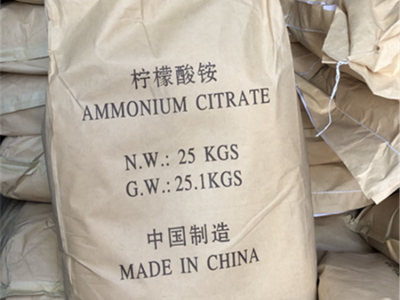 柠檬酸铵
AMMONIUM CITRATE
N.W.: 25 KGS
G.W.: 25.1KGS
中国制造
MADE IN CHINA